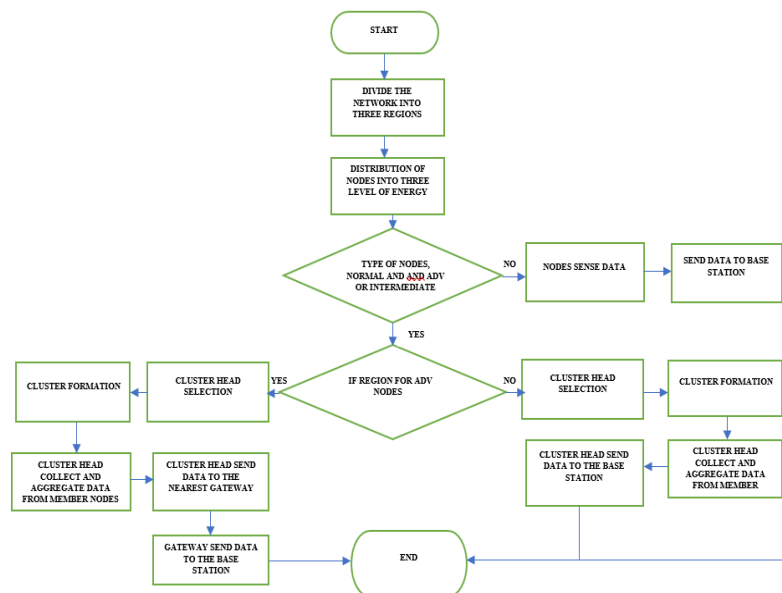 START
DIVIDE THE
NETWORK INTO
THREE REGIONS
DISTRIBUTION OF
NODES INTO THREE
LEVEL OF ENERGY
TYPE OF NODES,
NORMAL AND AND ADV
OR INTERMEDIATE
NO
NODES SENSE DATA
SEND DATA TO BASE
STATION
YES
IF REGION FOR ADV
NODES
YES
CLUSTER HEAD
SELECTION
CLUSTER FORMATION
CLUSTER HEAD
COLLECT AND
AGGREGATE DATA
FROM MEMBER NODES
CLUSTER HEAD SEND
DATA TO THE
NEAREST GATEWAY
GATEWAY SEND DATA
TO THE BASE
STATION
NO
CLUSTER HEAD
SELECTION
CLUSTER FORMATION
CLUSTER HEAD
COLLECT AND
AGGREGATE DATA
FROM MEMBER
CLUSTER HEAD SEND
DATA TO THE BASE
STATION
END